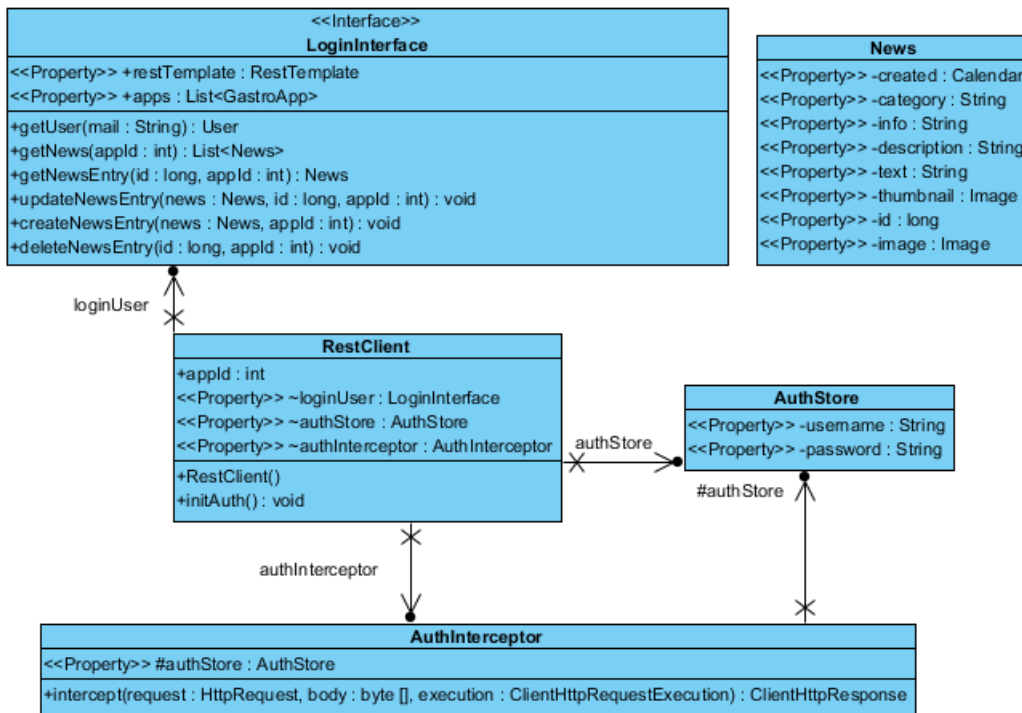 <<Interface>>
LoginInterface
<<Property>> +restTemplate : RestTemplate
<<Property>> +apps : List<GastroApp>
+getUser(mail : String) : User
+getNews(appId : int) : List<News>
+getNewsEntry(id : long, appId : int) : News
+updateNewsEntry(news : News, id : long, appId : int) : void
+createNewsEntry(news : News, appId : int) : void
+deleteNewsEntry(id : long, appId : int) : void
News
<<Property>> -created : Calendar
<<Property>> -category : String
<<Property>> -info : String
<<Property>> -description : String
<<Property>> -text : String
<<Property>> -thumbnail : Image
<<Property>> -id : long
<<Property>> -image : Image
loginUser
RestClient
+appId : int
<<Property>> ~loginUser : LoginInterface
<<Property>> ~authStore : AuthStore
<<Property>> ~authInterceptor : AuthInterceptor
+RestClient()
+initAuth() : void
authStore
AuthStore
<<Property>> -username : String
<<Property>> -password : String
#authStore
authInterceptor
AuthInterceptor
<<Property>> #authStore : AuthStore
+intercept(request : HttpRequest, body : byte [], execution : ClientHttpRequestExecution) : ClientHttpResponse